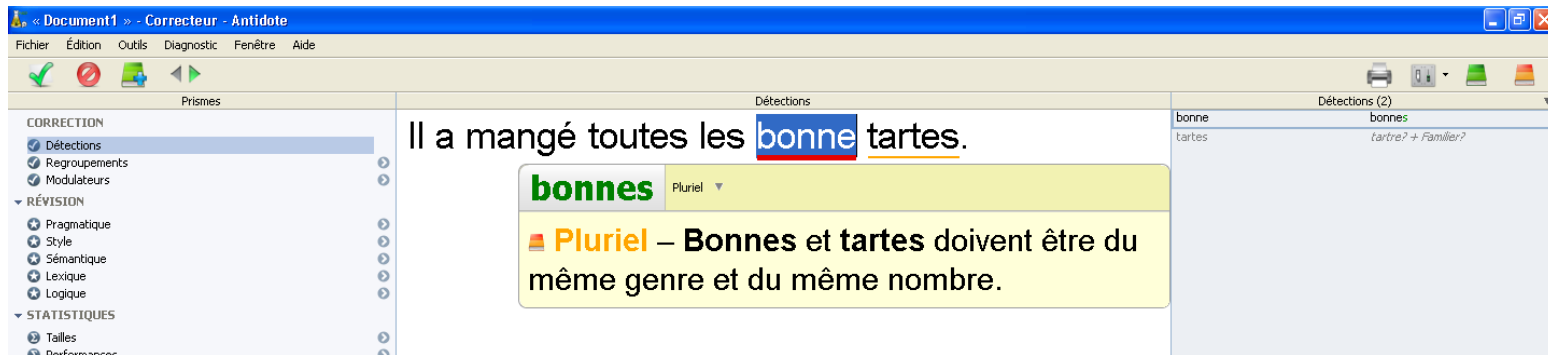 « Document1 » - Correcteur - Antidote
Fichier Édition Outils Diagnostic Fenêtre Aide
Prismes Détections Détections (2)
CORRECTION
Détections
Regroupements
Modulateurs
RÉVISION
Pragmatique
Style
Sémantique
Lexique
Logique
STATISTIQUES
Tailles
Performances
Il a mangé toutes les bonne tartes.
bonnes Pluriel
Pluriel – Bonnes et tartes doivent être du
même genre et du même nombre.
bonne bonnes
tartes tartre? + Familier?